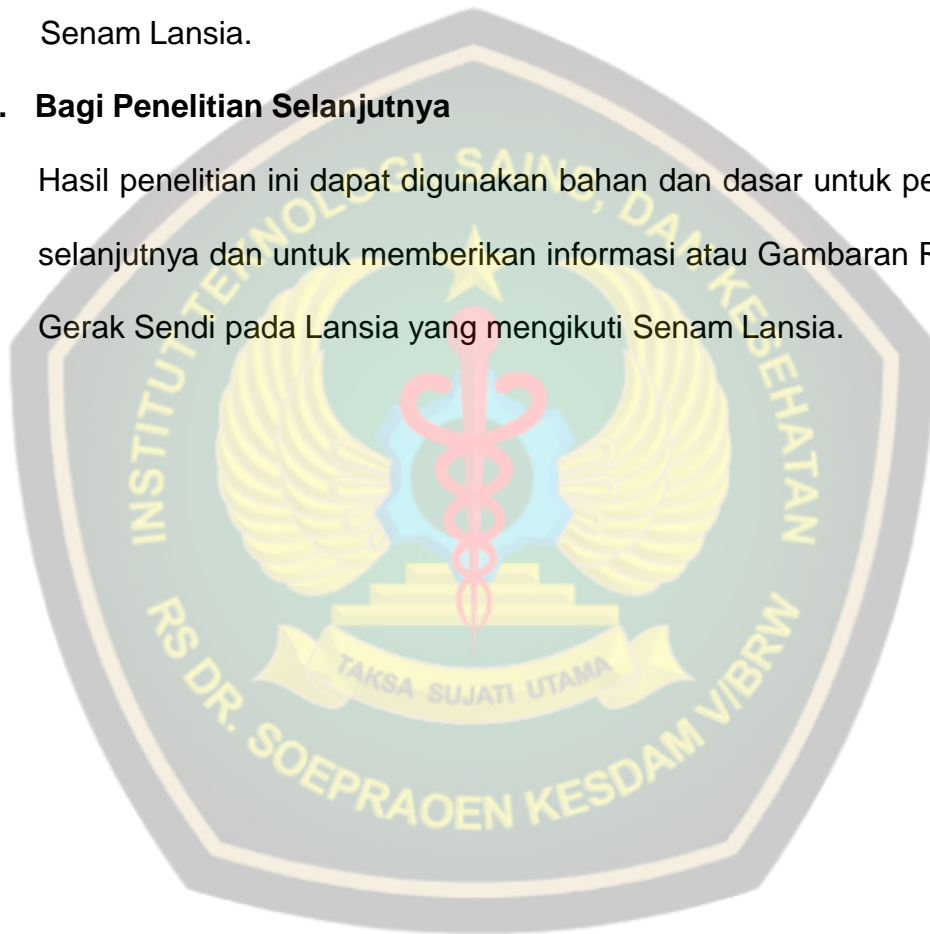 Senam Lansia.
. Bagi Penelitian Selanjutnya
Hasil penelitian ini dapat digunakan bahan dan dasar untuk pe
selanjutnya dan untuk memberikan informasi atau Gambaran R
Gerak Sendi pada Lansia yang mengikuti Senam Lansia.
INSTITUT TEKNOLOGI, SAINS, DAN KESEHATAN
TAKSA SUJATI UTAMA
RS DR. SOEPRAOEN KESDAM V/BRW